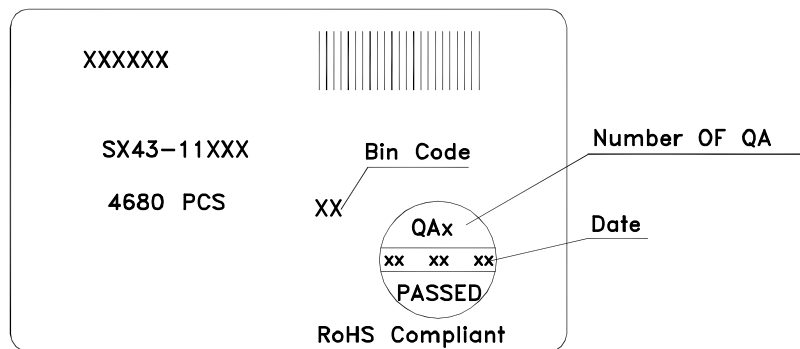 XXXXXX
SX43-11XXX
Bin Code
Number OF QA
4680 PCS
XX
QAx
Date
xx xx xx
PASSED
RoHS Compliant